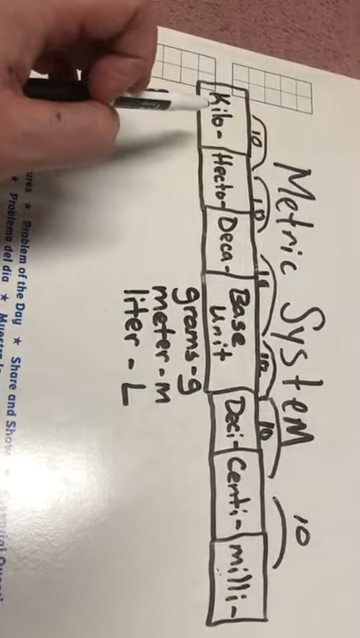 Metric System
10 10 10 10 10 10
Kilo- Hecto- Deca- Base Unit Deci- Centi- milli-
grams-g
meter-m
liter-L
Problem of the Day ★ Share and Show
★ Problema del día ★